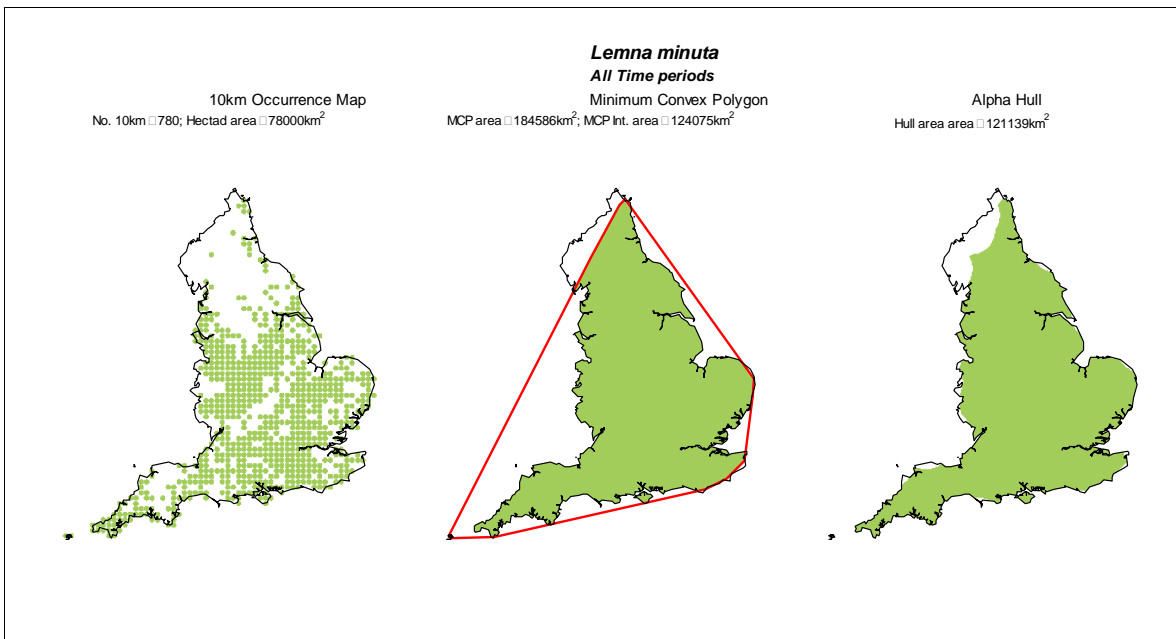 Lemna minuta
All Time periods
10km Occurrence Map
No. 10km □780; Hectad area □78000km²
Minimum Convex Polygon
MCP area □184586km²; MCP Int. area □124075km²
Alpha Hull
Hull area area □121139km²